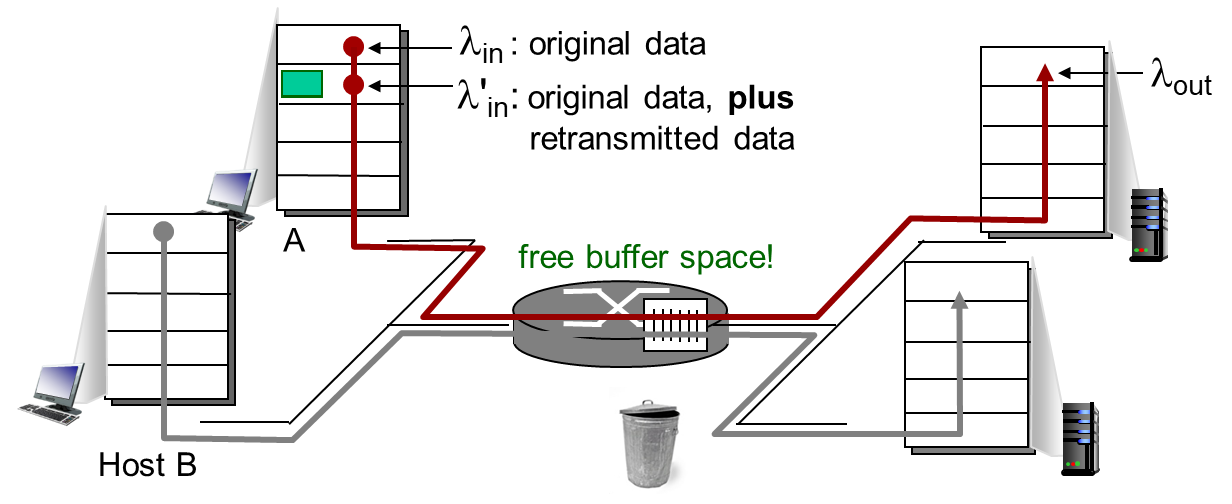 λin : original data
λ'in: original data, plus
retransmitted data
λout
A
free buffer space!
Host B